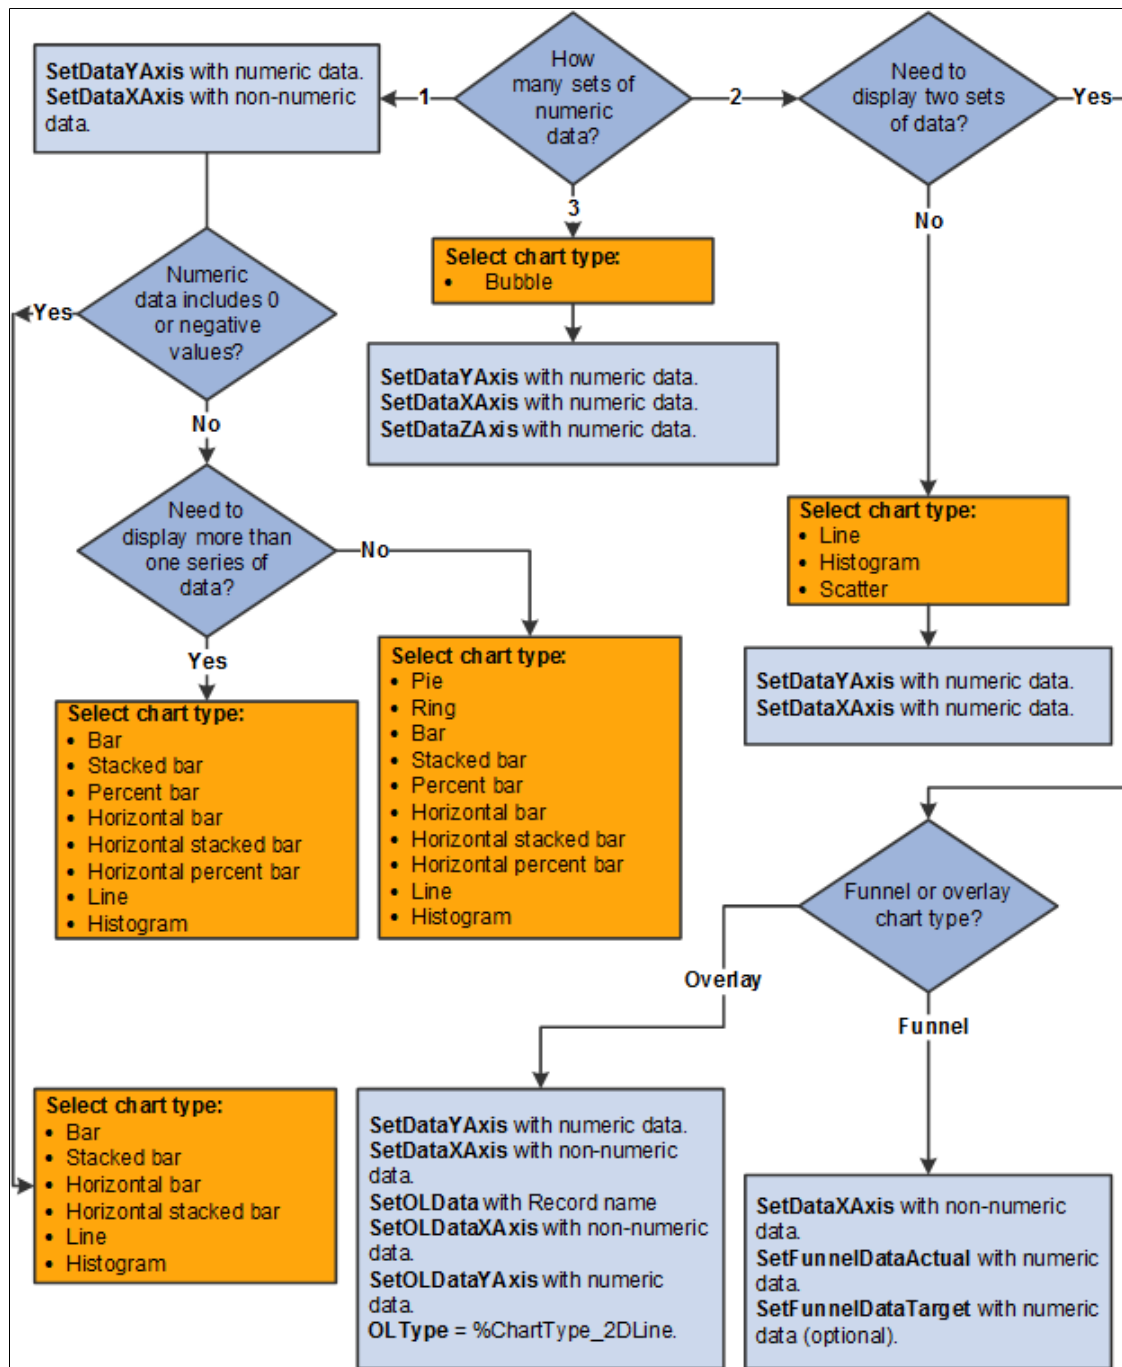 How
many sets of
numeric
data?
1
2
3
SetDataYAxis with numeric data.
SetDataXAxis with non-numeric
data.
Need to
display two sets
of data?
Yes
No
Select chart type:
• Bubble
SetDataYAxis with numeric data.
SetDataXAxis with numeric data.
SetDataZAxis with numeric data.
Numeric
data includes 0
or negative
values?
Yes
No
Need to
display more than
one series of
data?
No
Yes
Select chart type:
• Line
• Histogram
• Scatter
SetDataYAxis with numeric data.
SetDataXAxis with numeric data.
Select chart type:
• Bar
• Stacked bar
• Percent bar
• Horizontal bar
• Horizontal stacked bar
• Horizontal percent bar
• Line
• Histogram
Select chart type:
• Pie
• Ring
• Bar
• Stacked bar
• Percent bar
• Horizontal bar
• Horizontal stacked bar
• Horizontal percent bar
• Line
• Histogram
Funnel or overlay
chart type?
Overlay
Funnel
Select chart type:
• Bar
• Stacked bar
• Horizontal bar
• Horizontal stacked bar
• Line
• Histogram
SetDataYAxis with numeric data.
SetDataXAxis with non-numeric
data.
SetOLData with Record name
SetOLDataXAxis with non-numeric
data.
SetOLDataYAxis with numeric
data.
OLType = %ChartType_2DLine.
SetDataXAxis with non-numeric
data.
SetFunnelDataActual with numeric
data.
SetFunnelDataTarget with numeric
data (optional).